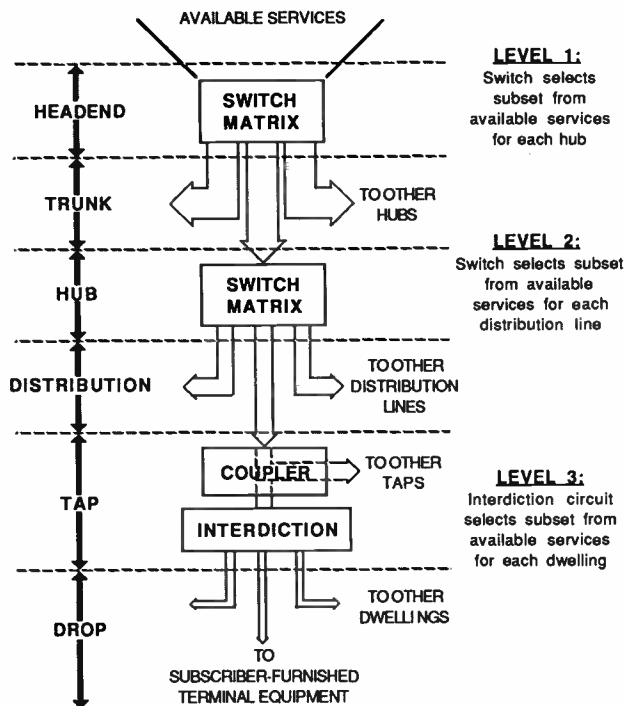 AVAILABLE SERVICES
LEVEL 1:
Switch selects
subset from
available services
for each hub
HEADEND
SWITCH
MATRIX
TRUNK
TO OTHER
HUBS
LEVEL 2:
Switch selects subset
from available
services for each
distribution line
HUB
SWITCH
MATRIX
DISTRIBUTION
TO OTHER
DISTRIBUTION
LINES
TAP
COUPLER
TO OTHER
TAPS
INTERDICTION
LEVEL 3:
Interdiction circuit
selects subset from
available services
for each dwelling
DROP
TO OTHER
DWELLINGS
TO
SUBSCRIBER-FURNISHED
TERMINAL EQUIPMENT